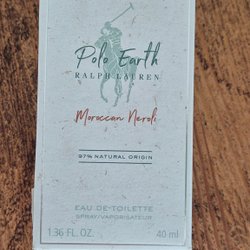 Polo Earth
RALPH LAUREN
Moroccan Neroli
97% NATURAL ORIGIN
EAU DE TOILETTE
SPRAY/VAPORISATEUR
1.36 FL. OZ. 40 ml